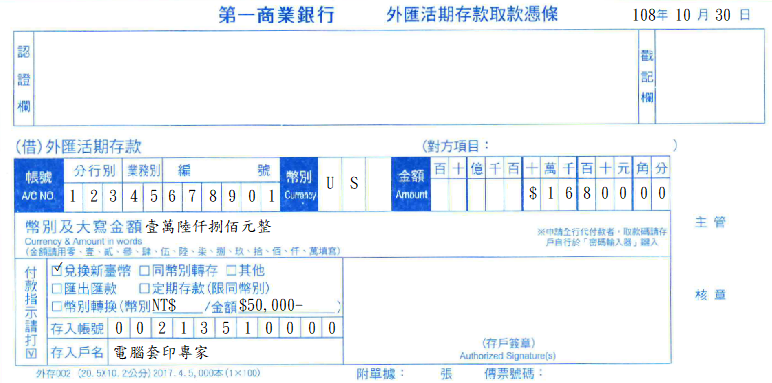 第一商業銀行 外匯活期存款取款憑條 108年 10 月 30 日
認證欄
戳記欄
(借)外匯活期存款 (對方項目: )
帳號 A/C NO. 分行別 業務別 編 號 幣別 Currency U S 金額 Amount 百十億千百十萬千百十元角分
1 2 3 4 5 6 7 8 9 0 1 $ 1 6 8 0 0 0 0
幣別及大寫金額壹萬陸仟捌佰元整
Currency & Amount in words
(金額請用零、壹、貳、參、肆、伍、陸、柒、捌、玖、拾、佰、仟、萬填寫)
※申請全行代付款者,取款碼請存戶自行於「密碼輸入器」鍵入
主管
付款指示請打☑
☑兌換新臺幣 □同幣別轉存 □其他
□匯出匯款 □定期存款(限同幣別)
□幣別轉換(幣別NT$ /金額$50,000- )
核章
存入帳號 0 0 2 1 3 5 1 0 0 0 0
存入戶名 電腦套印專家
(存戶簽章)
Authorized Signature(s)
外存002 (20.5x10.2公分) 2017.4.5,000本(1×100) 附單據: 張 傳票號碼: